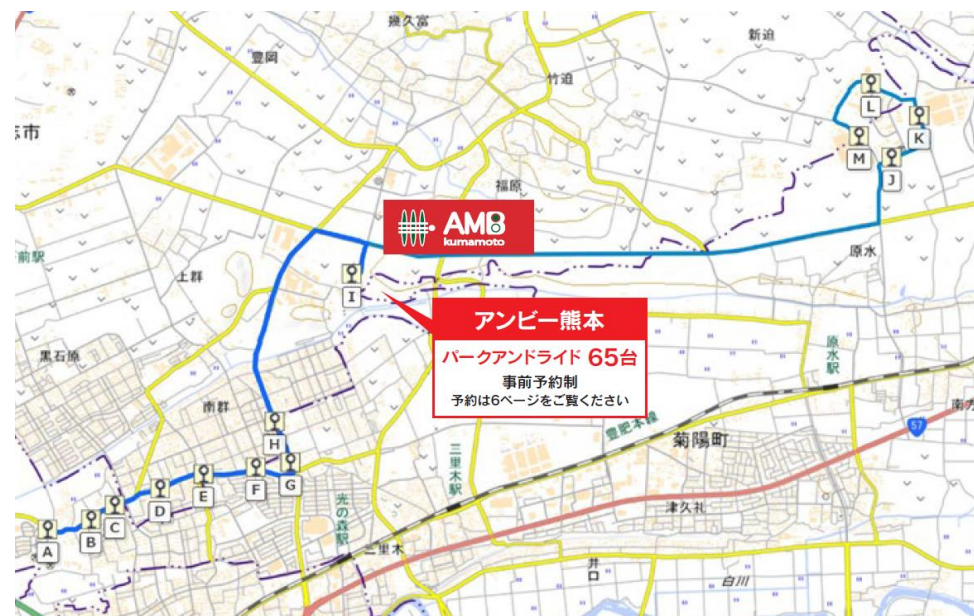 幾久富
新迫
豊岡
竹迫
志市
L
K
M
J
福原
AMB
kumamoto
原水
前駅
上群
I
アンビー熊本
パークアンドライド 65台
事前予約制
予約は6ページをご覧ください
黒石原
原水駅
南群
南方
豊肥本線
57
H
菊陽町
三里木駅
G
F
E
D
C
B
A
光の森駅
津久礼
三里木
井口
白川